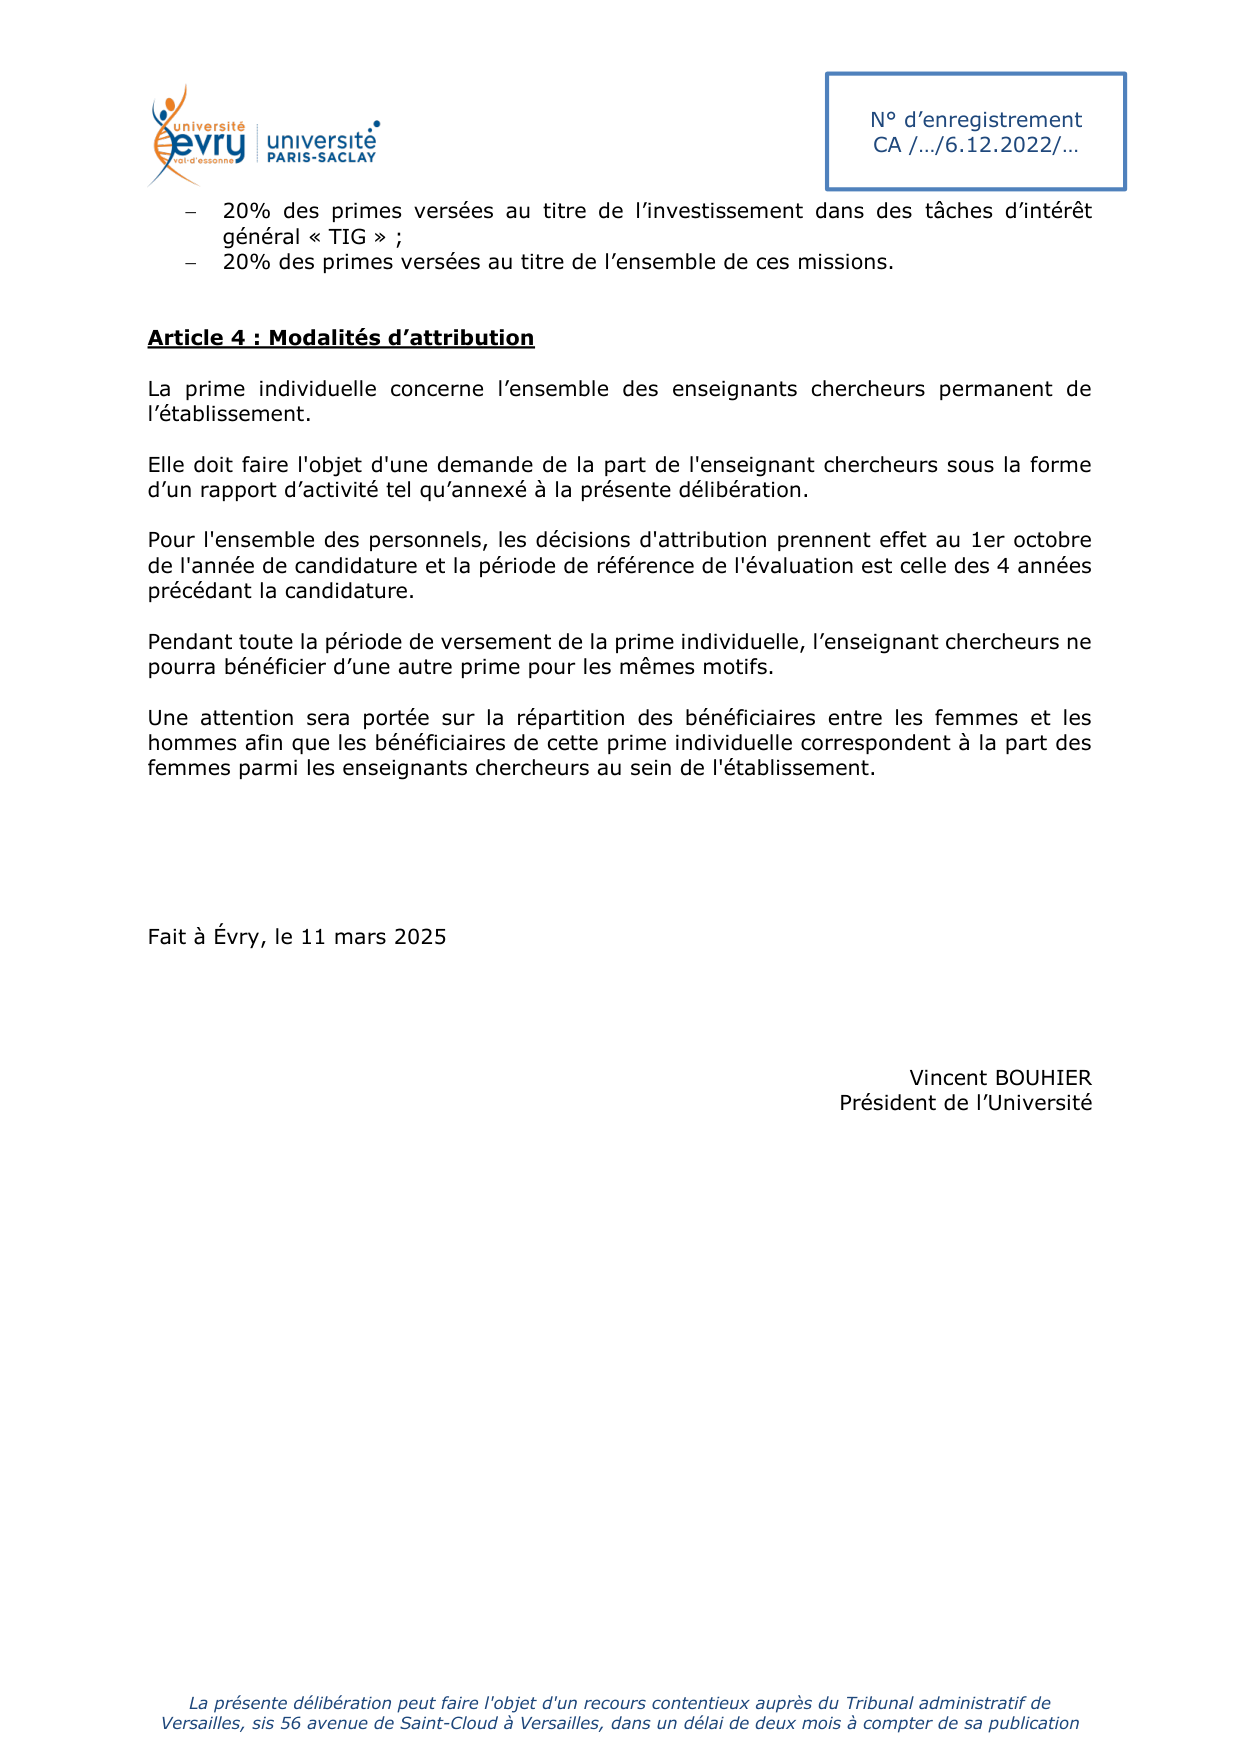 université
evry
val-d'essonne
université
PARIS-SACLAY
N° d’enregistrement
CA /…/6.12.2022/…
– 20% des primes versées au titre de l’investissement dans des tâches d’intérêt
général « TIG » ;
– 20% des primes versées au titre de l’ensemble de ces missions.
Article 4 : Modalités d’attribution
La prime individuelle concerne l’ensemble des enseignants chercheurs permanent de
l’établissement.
Elle doit faire l'objet d'une demande de la part de l'enseignant chercheurs sous la forme
d’un rapport d’activité tel qu’annexé à la présente délibération.
Pour l'ensemble des personnels, les décisions d'attribution prennent effet au 1er octobre
de l'année de candidature et la période de référence de l'évaluation est celle des 4 années
précédant la candidature.
Pendant toute la période de versement de la prime individuelle, l’enseignant chercheurs ne
pourra bénéficier d’une autre prime pour les mêmes motifs.
Une attention sera portée sur la répartition des bénéficiaires entre les femmes et les
hommes afin que les bénéficiaires de cette prime individuelle correspondent à la part des
femmes parmi les enseignants chercheurs au sein de l'établissement.
Fait à Évry, le 11 mars 2025
Vincent BOUHIER
Président de l’Université
La présente délibération peut faire l'objet d'un recours contentieux auprès du Tribunal administratif de
Versailles, sis 56 avenue de Saint-Cloud à Versailles, dans un délai de deux mois à compter de sa publication